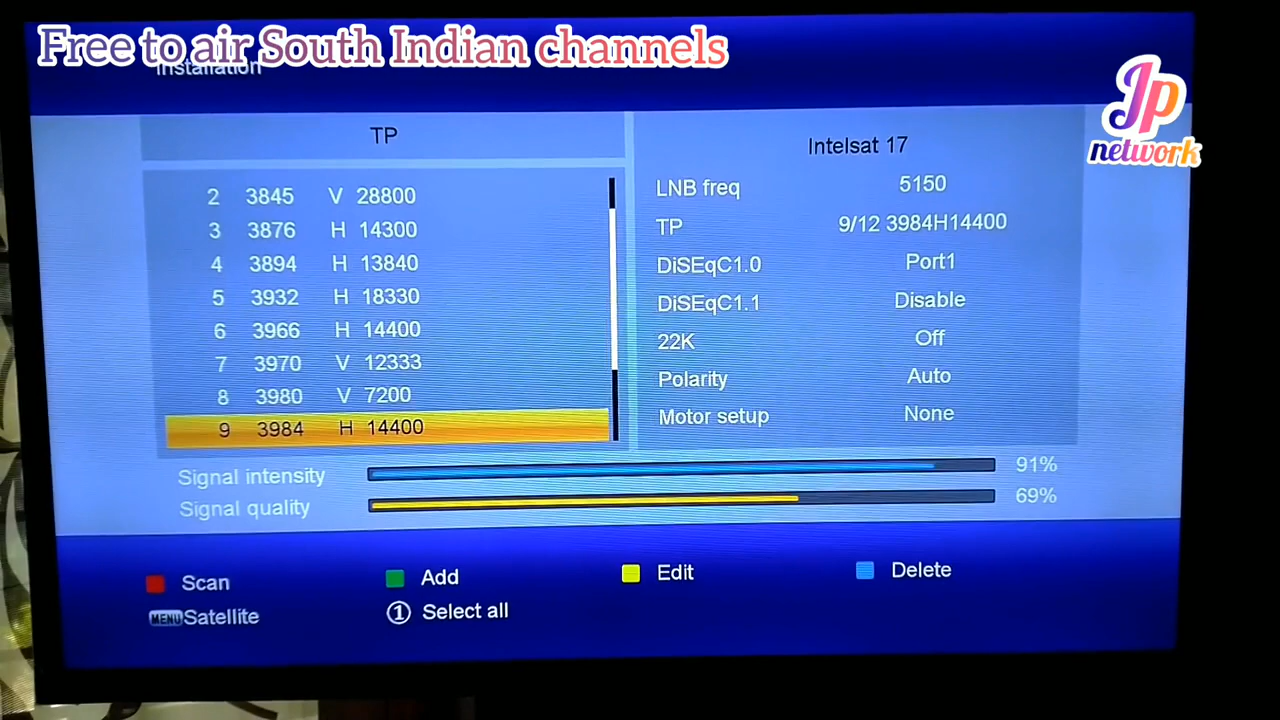 Free to air South Indian channels
Installation
Jp
network
TP
2 3845 V 28800
3 3876 H 14300
4 3894 H 13840
5 3932 H 18330
6 3966 H 14400
7 3970 V 12333
8 3980 V 7200
9 3984 H 14400
Intelsat 17
LNB freq 5150
TP 9/12 3984H14400
DiSEqC1.0 Port1
DiSEqC1.1 Disable
22K Off
Polarity Auto
Motor setup None
Signal intensity 91%
Signal quality 69%
Scan Add Edit Delete
MENU Satellite ① Select all